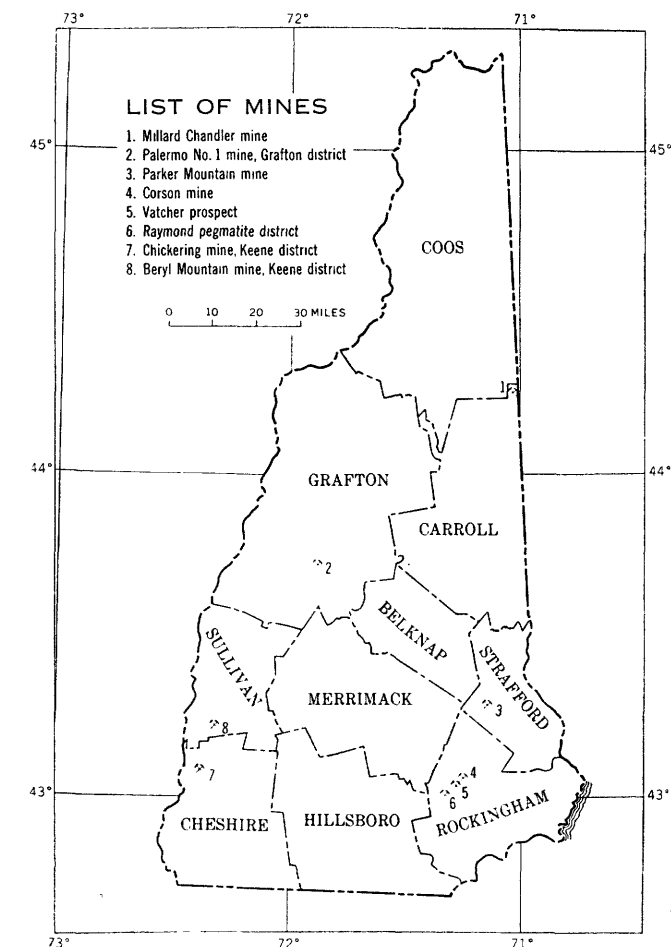 73° 72° 71°
LIST OF MINES
1. Millard Chandler mine
45° 45°
2. Palermo No. 1 mine, Grafton district
3. Parker Mountain mine
4. Corson mine
5. Vatcher prospect
6. Raymond pegmatite district
7. Chickering mine, Keene district
8. Beryl Mountain mine, Keene district
COOS
0 10 20 30 MILES
1
44° 44°
GRAFTON
CARROLL
2
BELKNAP
SULLIVAN
STRAFFORD
MERRIMACK
3
8
7
4
5
6
43° 43°
CHESHIRE
HILLSBORO
ROCKINGHAM
73° 72° 71°